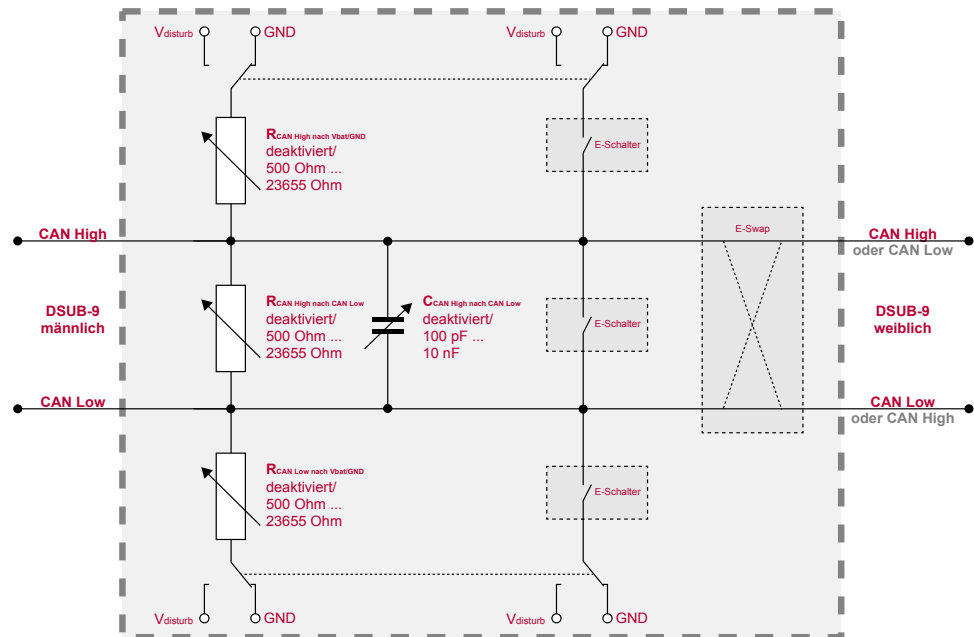 Vdisturb GND Vdisturb GND
RCAN High nach Vbat/GND
deaktiviert/
500 Ohm ...
23655 Ohm
E-Schalter
CAN High
E-Swap
CAN High
oder CAN Low
DSUB-9
männlich
RCAN High nach CAN Low
deaktiviert/
500 Ohm ...
23655 Ohm
CCAN High nach CAN Low
deaktiviert/
100 pF ...
10 nF
E-Schalter
DSUB-9
weiblich
CAN Low
CAN Low
oder CAN High
RCAN Low nach Vbat/GND
deaktiviert/
500 Ohm ...
23655 Ohm
E-Schalter
Vdisturb GND Vdisturb GND